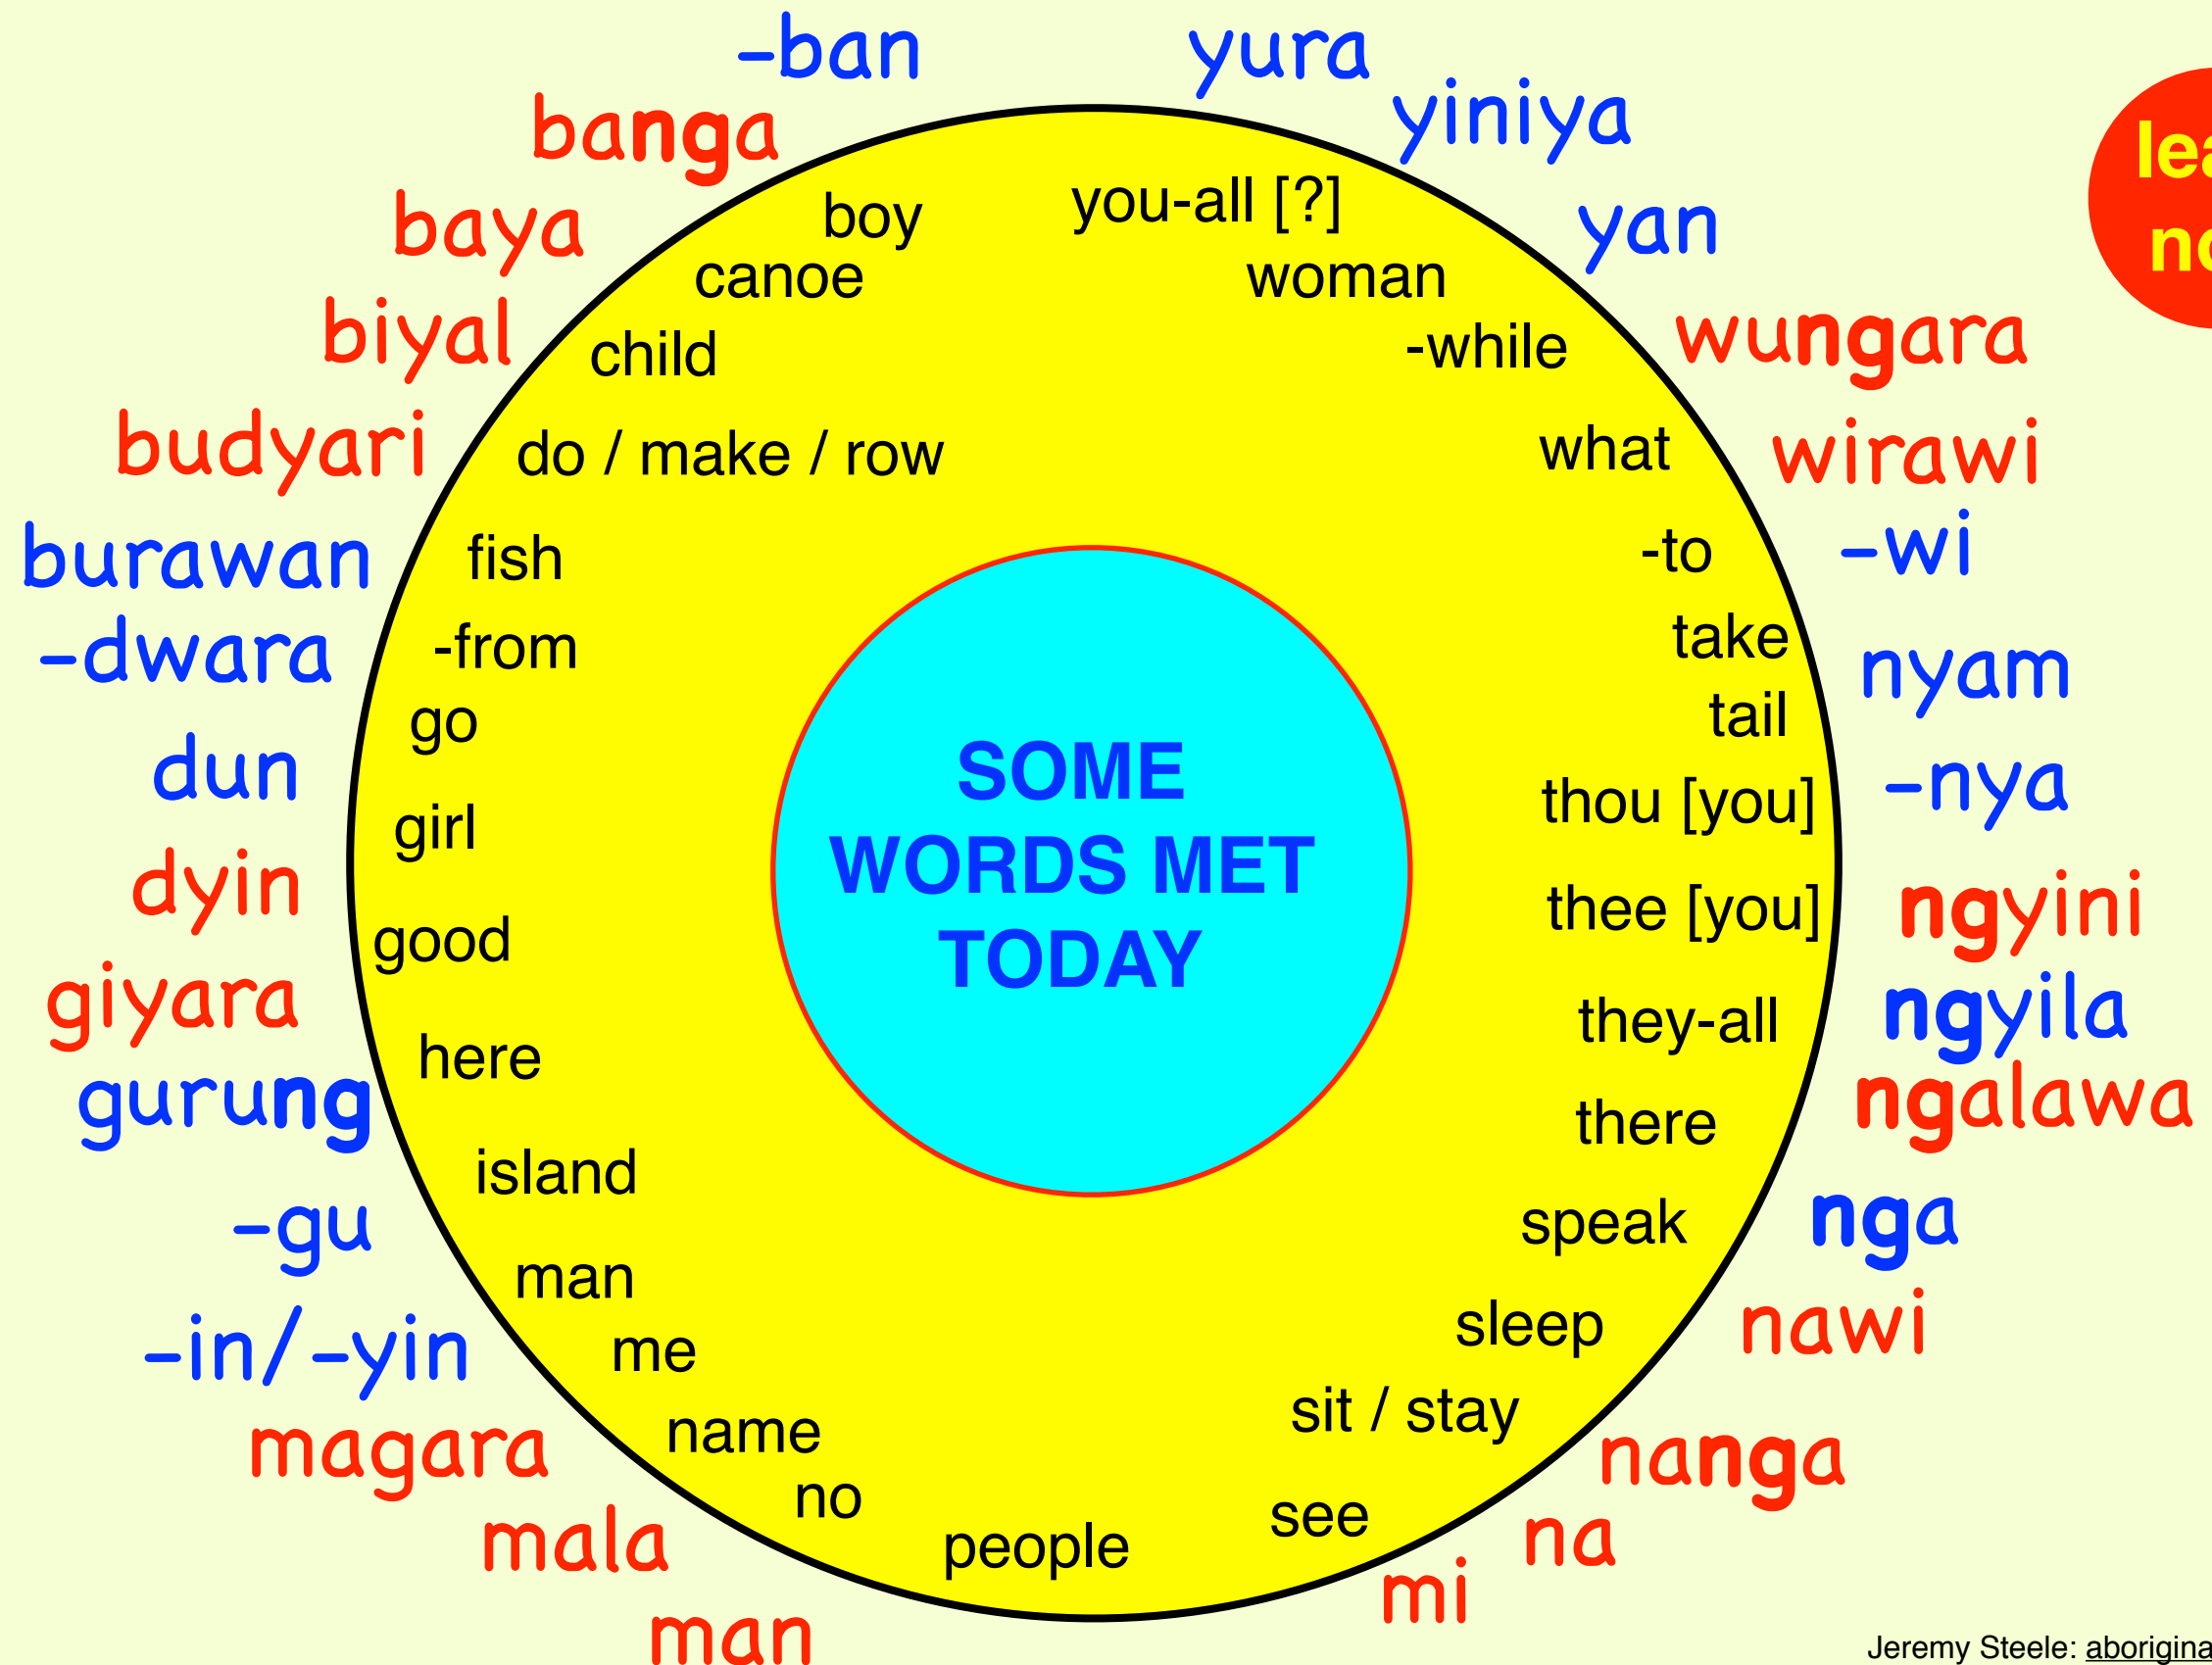 -ban
banga
baya
biyal
budyari
burawan
-dwara
dun
dyin
giyara
gurung
-gu
-in/-yin
magara
mala
man
mi
na
nanga
nawi
nga
ngalawa
ngyila
ngyini
-nya
nyam
-wi
wirawi
wungara
yan
yiniya
yura
boy
canoe
child
do / make / row
fish
-from
go
girl
good
here
island
man
me
name
no
people
see
sit / stay
sleep
speak
there
they-all
thee [you]
thou [you]
tail
take
-to
what
-while
woman
you-all [?]
SOME
WORDS MET
TODAY
Jeremy Steele: